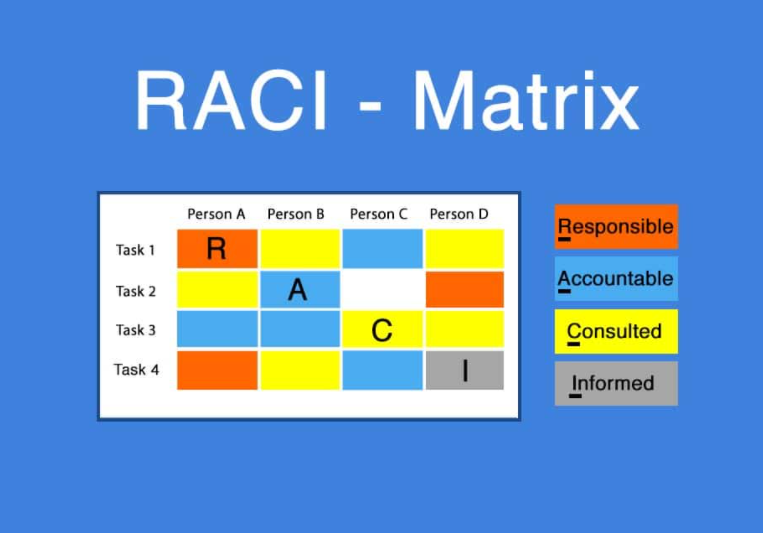 RACI - Matrix
Person A Person B Person C Person D
Task 1 R
Task 2 A
Task 3 C
Task 4 I
Responsible
Accountable
Consulted
Informed